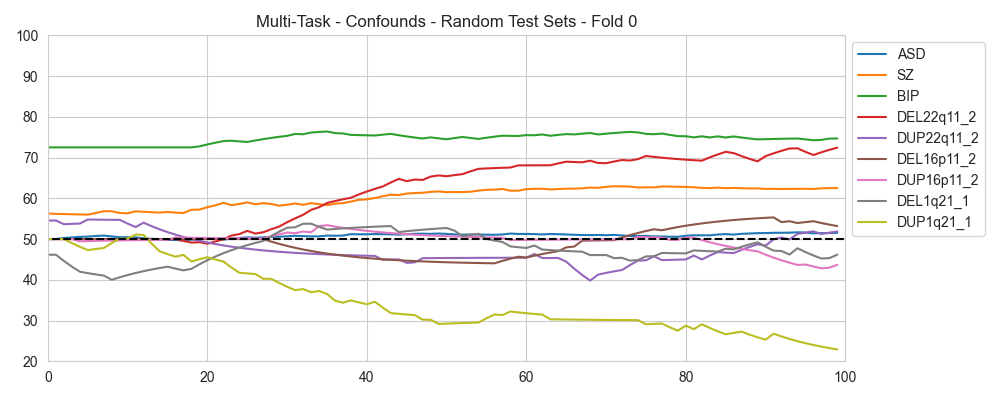 Multi-Task - Confounds - Random Test Sets - Fold 0
100
90
80
70
60
50
40
30
20
0
20
40
60
80
100
ASD
SZ
BIP
DEL22q11_2
DUP22q11_2
DEL16p11_2
DUP16p11_2
DEL1q21_1
DUP1q21_1